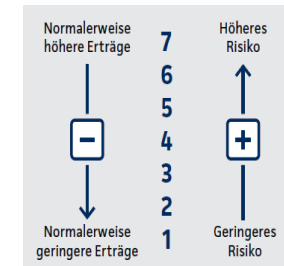 Normalerweise
höhere Erträge
7
Höheres
Risiko
6
5
4
3
2
1
−
+
Normalerweise
geringere Erträge
Geringeres
Risiko